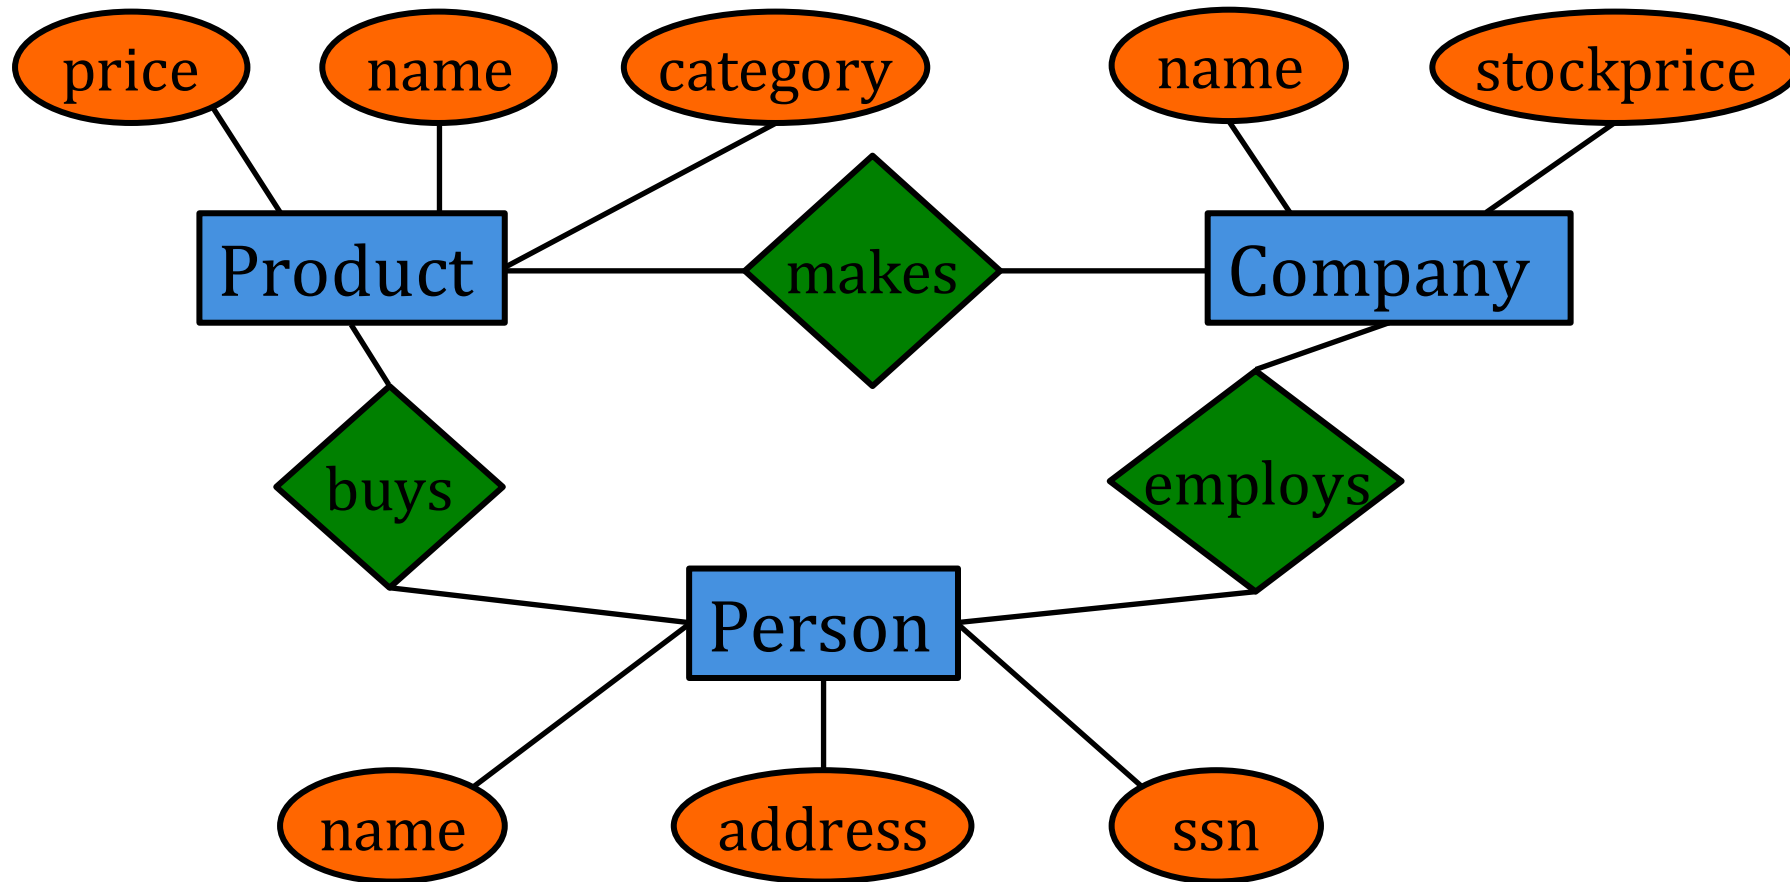 price
name
category
name
stockprice
Product
makes
Company
buys
employs
Person
name
address
ssn